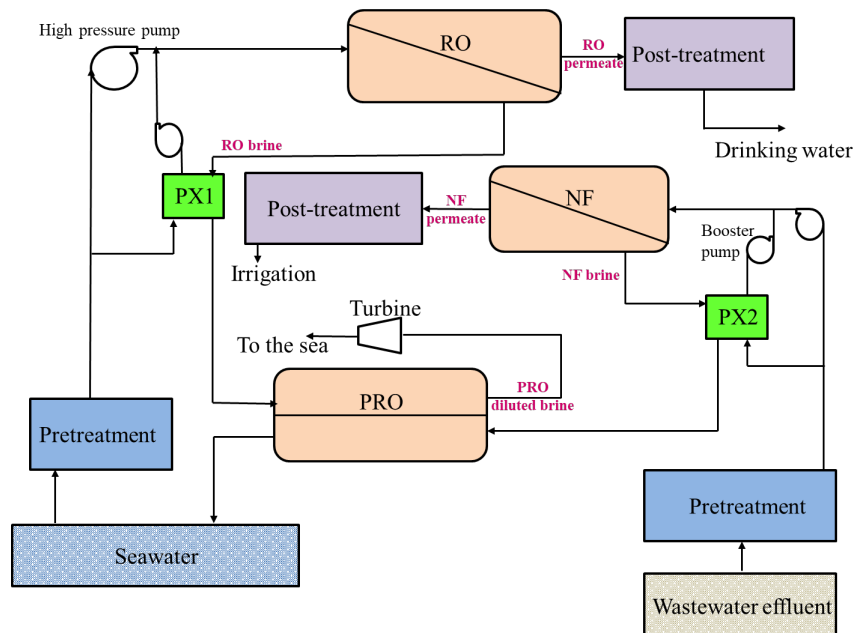 High pressure pump
RO
RO
permeate
Post-treatment
Drinking water
RO brine
PX1
Post-treatment
NF
permeate
NF
Booster
pump
Irrigation
NF brine
PX2
Turbine
To the sea
PRO
PRO
diluted brine
Pretreatment
Pretreatment
Seawater
Wastewater effluent